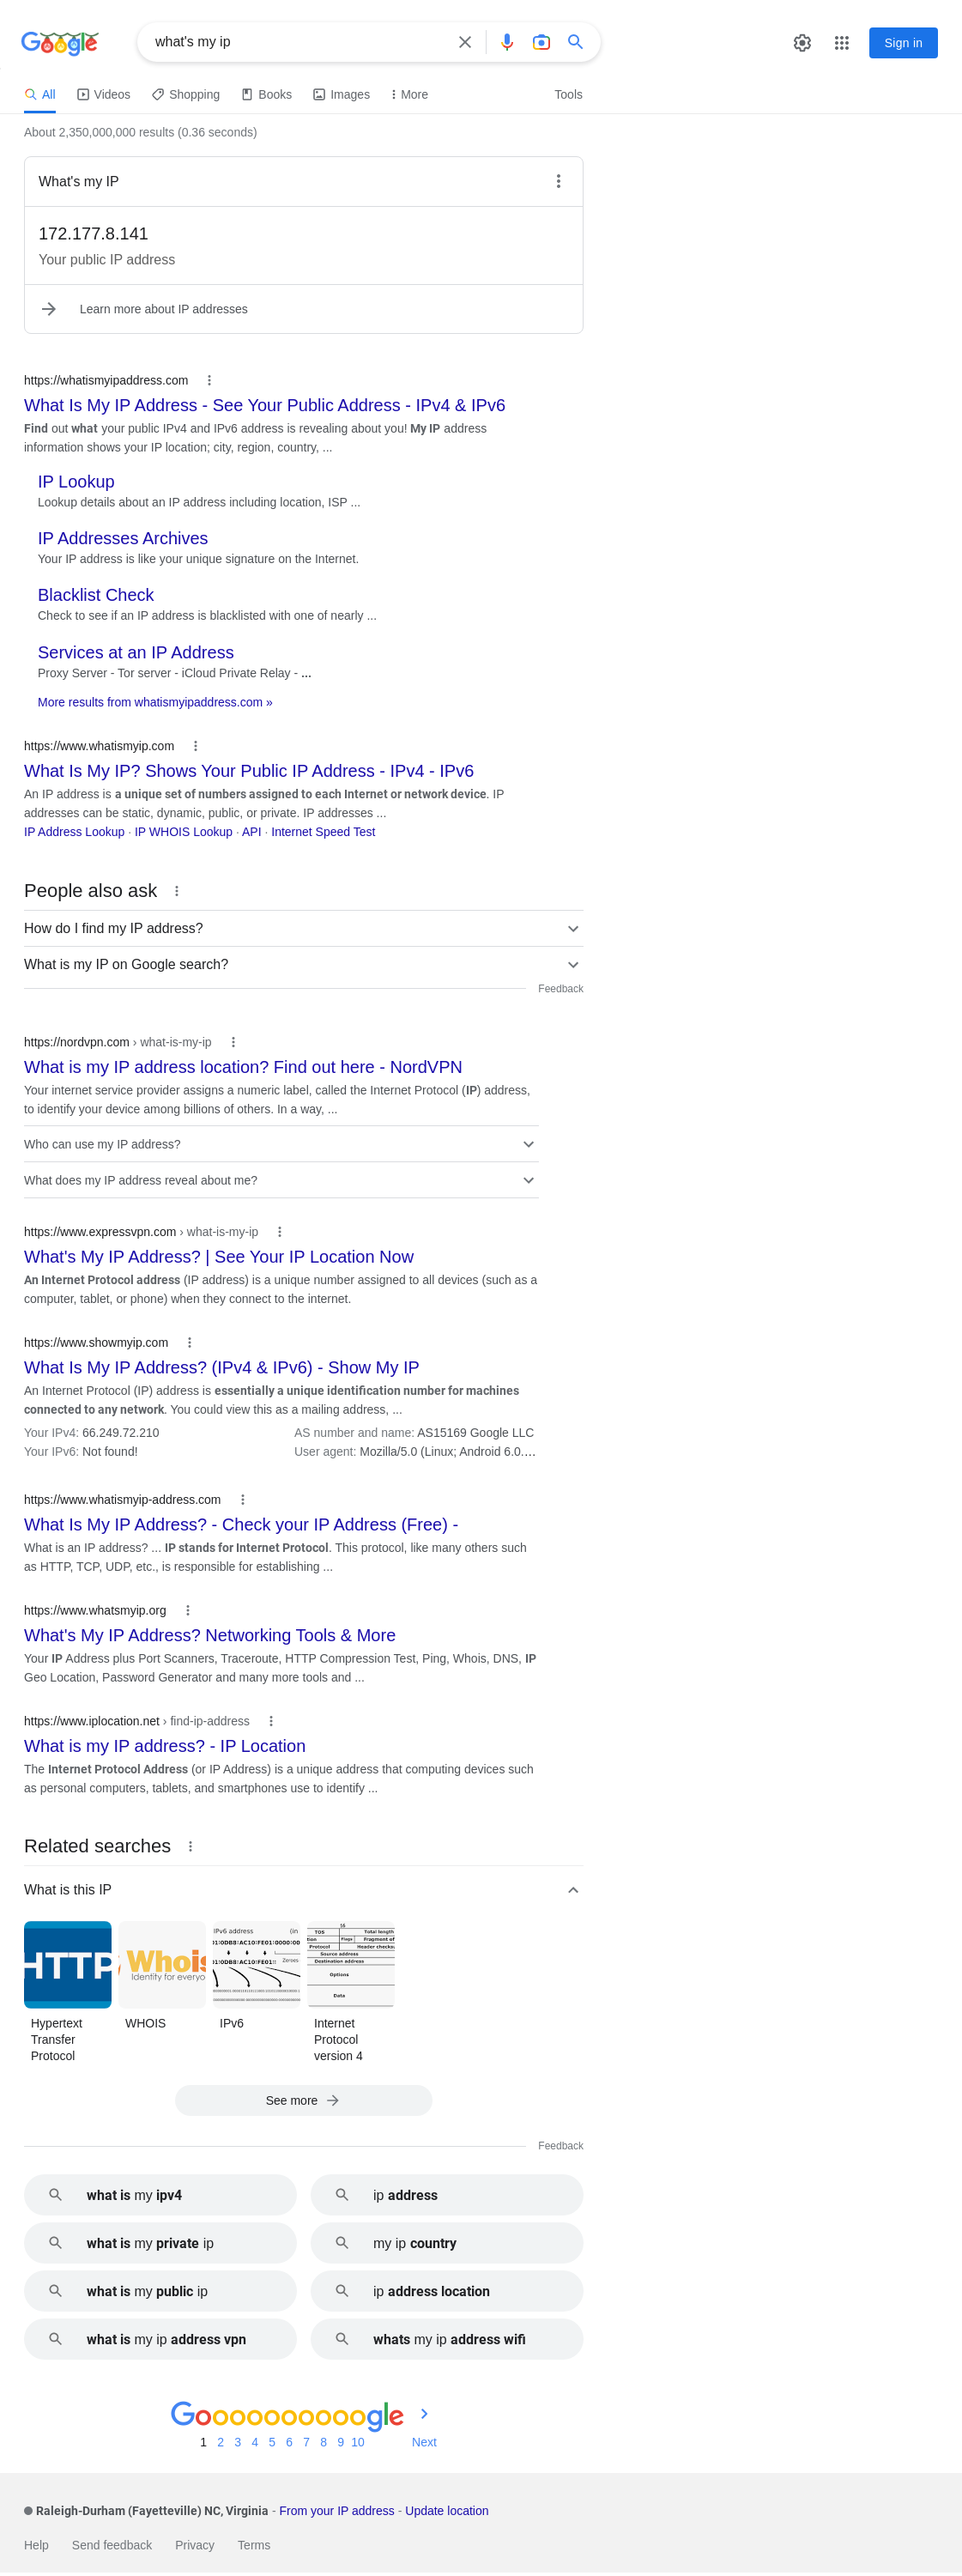 Google
what's my ip
Sign in
All
Videos
Shopping
Books
Images
More
Tools
About 2,350,000,000 results (0.36 seconds)
What's my IP
172.177.8.141
Your public IP address
Learn more about IP addresses
https://whatismyipaddress.com
What Is My IP Address - See Your Public Address - IPv4 & IPv6
Find out what your public IPv4 and IPv6 address is revealing about you! My IP address
information shows your IP location; city, region, country, ...
IP Lookup
Lookup details about an IP address including location, ISP ...
IP Addresses Archives
Your IP address is like your unique signature on the Internet.
Blacklist Check
Check to see if an IP address is blacklisted with one of nearly ...
Services at an IP Address
Proxy Server - Tor server - iCloud Private Relay - ...
More results from whatismyipaddress.com »
https://www.whatismyip.com
What Is My IP? Shows Your Public IP Address - IPv4 - IPv6
An IP address is a unique set of numbers assigned to each Internet or network device. IP
addresses can be static, dynamic, public, or private. IP addresses ...
IP Address Lookup · IP WHOIS Lookup · API · Internet Speed Test
People also ask
How do I find my IP address?
What is my IP on Google search?
Feedback
https://nordvpn.com › what-is-my-ip
What is my IP address location? Find out here - NordVPN
Your internet service provider assigns a numeric label, called the Internet Protocol (IP) address,
to identify your device among billions of others. In a way, ...
Who can use my IP address?
What does my IP address reveal about me?
https://www.expressvpn.com › what-is-my-ip
What's My IP Address? | See Your IP Location Now
An Internet Protocol address (IP address) is a unique number assigned to all devices (such as a
computer, tablet, or phone) when they connect to the internet.
https://www.showmyip.com
What Is My IP Address? (IPv4 & IPv6) - Show My IP
An Internet Protocol (IP) address is essentially a unique identification number for machines
connected to any network. You could view this as a mailing address, ...
Your IPv4: 66.249.72.210
AS number and name: AS15169 Google LLC
Your IPv6: Not found!
User agent: Mozilla/5.0 (Linux; Android 6.0....
https://www.whatismyip-address.com
What Is My IP Address? - Check your IP Address (Free) -
What is an IP address? ... IP stands for Internet Protocol. This protocol, like many others such
as HTTP, TCP, UDP, etc., is responsible for establishing ...
https://www.whatsmyip.org
What's My IP Address? Networking Tools & More
Your IP Address plus Port Scanners, Traceroute, HTTP Compression Test, Ping, Whois, DNS, IP
Geo Location, Password Generator and many more tools and ...
https://www.iplocation.net › find-ip-address
What is my IP address? - IP Location
The Internet Protocol Address (or IP Address) is a unique address that computing devices such
as personal computers, tablets, and smartphones use to identify ...
Related searches
What is this IP
HTTP
Whois
Identity for everyo
IPv6 address (in
Zeroes
16
TOS Total length
Flags Fragment of
Protocol Header checks
Source address
Destination address
Options
Data
Hypertext
Transfer
Protocol
WHOIS
IPv6
Internet
Protocol
version 4
See more
Feedback
what is my ipv4
ip address
what is my private ip
my ip country
what is my public ip
ip address location
what is my ip address vpn
whats my ip address wifi
Goooooooooogle
1 2 3 4 5 6 7 8 9 10 Next
Raleigh-Durham (Fayetteville) NC, Virginia - From your IP address - Update location
Help
Send feedback
Privacy
Terms